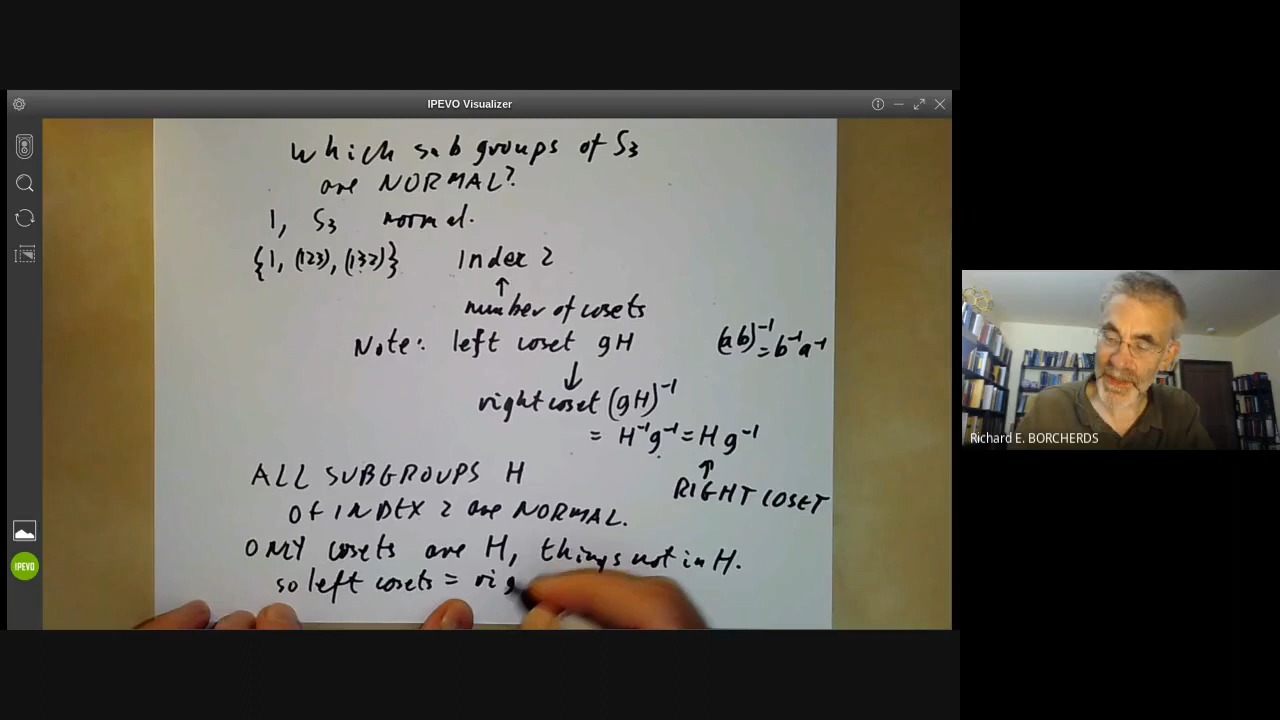 IPEVO Visualizer
Which subgroups of S₃
are NORMAL?
1, S₃ normal.
{1, (123), (132)} Index 2
↑
number of cosets
Note: left coset gH
(ab)⁻¹
= b⁻¹a⁻¹
↓
right coset (gH)⁻¹
= H⁻¹g⁻¹ = Hg⁻¹
↑
RIGHT COSET
ALL SUBGROUPS H
OF INDEX 2 are NORMAL.
ONLY cosets are H, things not in H.
so left cosets = rig
IPEVO
Richard E. BORCHERDS